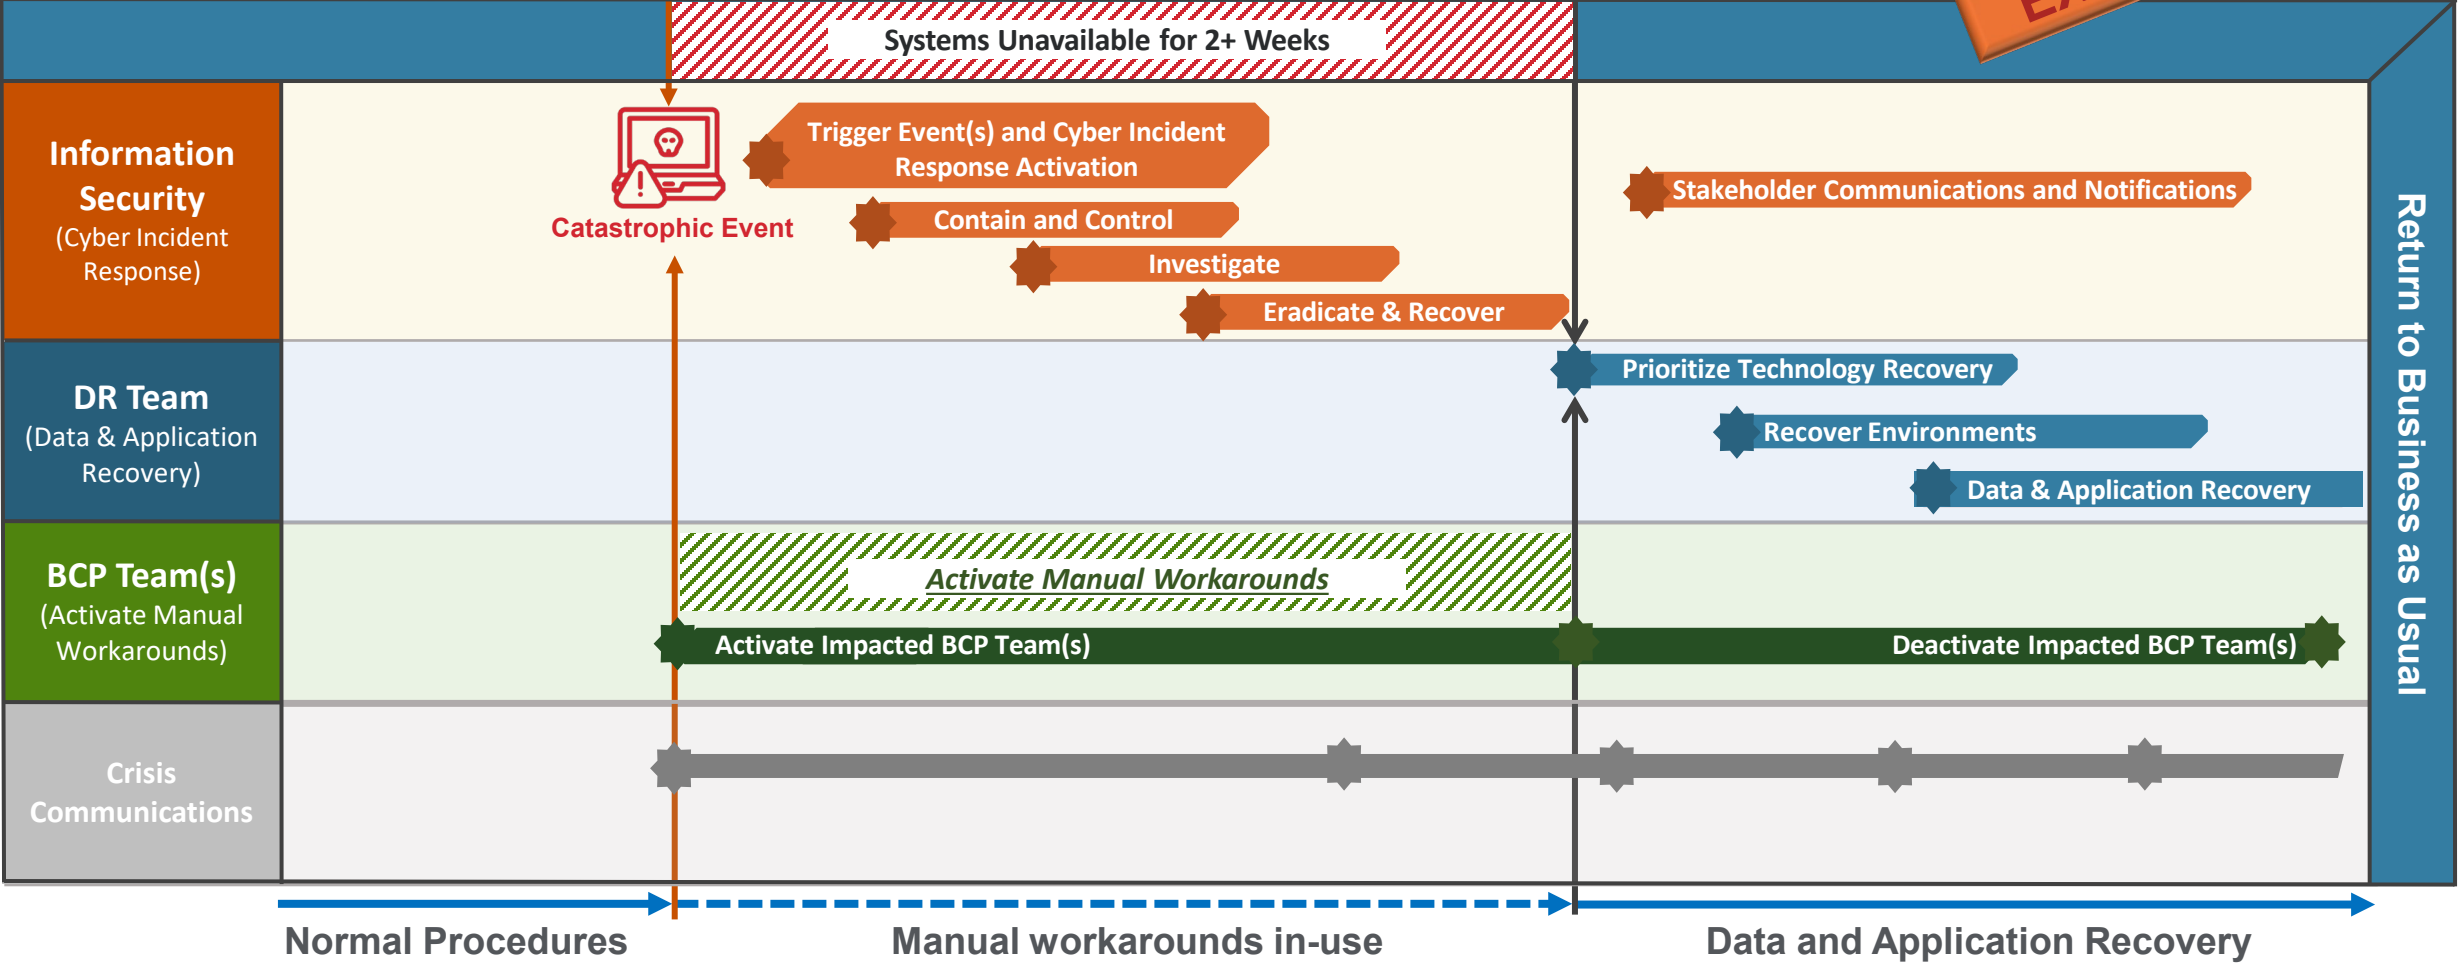 Systems Unavailable for 2+ Weeks
Information
Security
(Cyber Incident
Response)
Catastrophic Event
Trigger Event(s) and Cyber Incident
Response Activation
Contain and Control
Investigate
Eradicate & Recover
Stakeholder Communications and Notifications
DR Team
(Data & Application
Recovery)
Prioritize Technology Recovery
Recover Environments
Data & Application Recovery
BCP Team(s)
(Activate Manual
Workarounds)
Activate Manual Workarounds
Activate Impacted BCP Team(s)
Deactivate Impacted BCP Team(s)
Crisis
Communications
Return to Business as Usual
Normal Procedures
Manual workarounds in-use
Data and Application Recovery